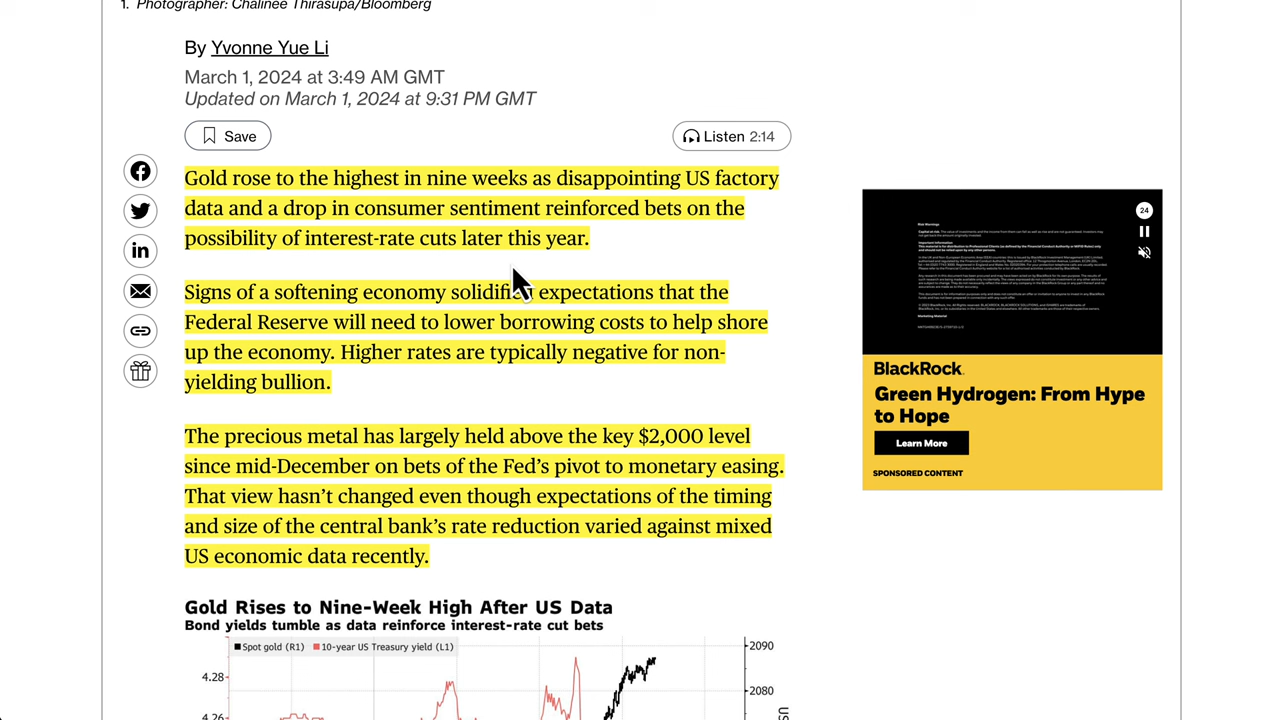 1. Photographer: Chalinee Thirasupa/Bloomberg
By Yvonne Yue Li
March 1, 2024 at 3:49 AM GMT
Updated on March 1, 2024 at 9:31 PM GMT
Save
Listen 2:14
Gold rose to the highest in nine weeks as disappointing US factory
data and a drop in consumer sentiment reinforced bets on the
possibility of interest-rate cuts later this year.
Signs of a softening economy solidified expectations that the
Federal Reserve will need to lower borrowing costs to help shore
up the economy. Higher rates are typically negative for non-
yielding bullion.
The precious metal has largely held above the key $2,000 level
since mid-December on bets of the Fed's pivot to monetary easing.
That view hasn't changed even though expectations of the timing
and size of the central bank's rate reduction varied against mixed
US economic data recently.
Gold Rises to Nine-Week High After US Data
Bond yields tumble as data reinforce interest-rate cut bets
Spot gold (R1) 10-year US Treasury yield (L1)
2090
4.28
2080
4.26
24
Risk Warnings
BlackRock.
Green Hydrogen: From Hype
to Hope
Learn More
SPONSORED CONTENT